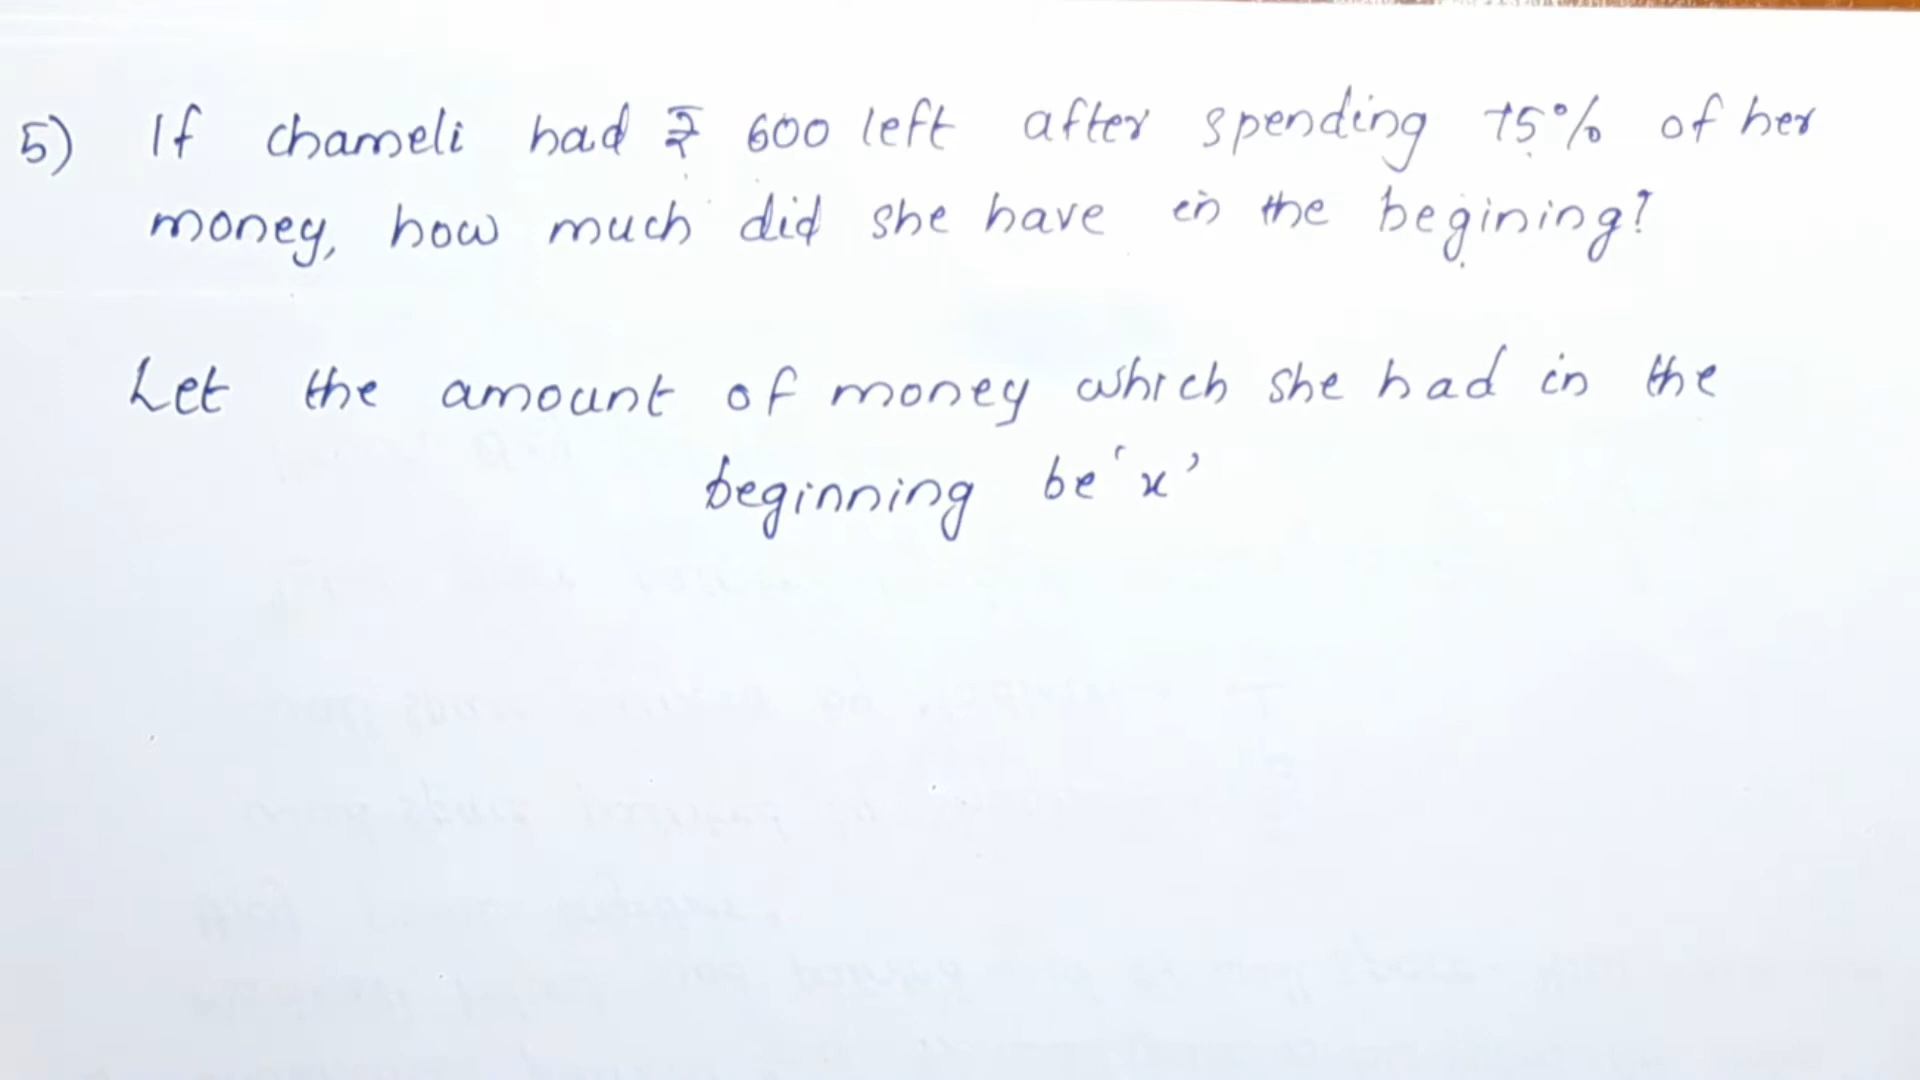 5) If chameli had ₹ 600 left after spending 75% of her
money, how much did she have in the begining?
Let the amount of money which she had in the
beginning be 'x'